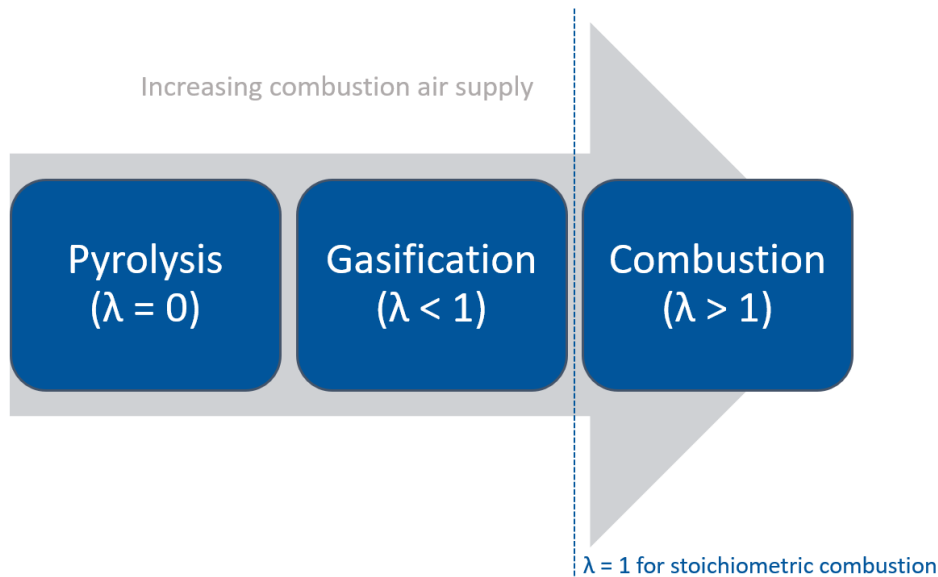 Increasing combustion air supply
Pyrolysis
(λ = 0)
Gasification
(λ < 1)
Combustion
(λ > 1)
λ = 1 for stoichiometric combustion